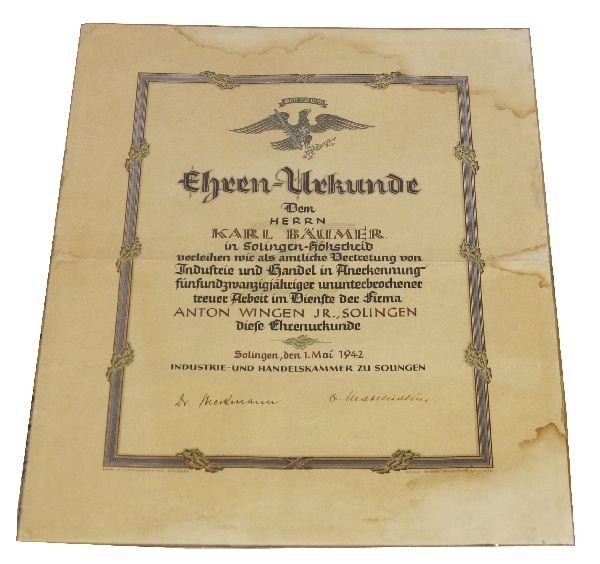 Ehren-Urkunde
Dem
HERRN
KARL BÄUMER
in Solingen-Höhscheid
verleihen wir als amtliche Vertretung von
Industrie und Handel in Anerkennung
fünfundzwanzigjähriger ununterbrochener
treuer Arbeit im Dienste der Firma
ANTON WINGEN JR., SOLINGEN
diese Ehrenurkunde
Solingen, den 1. Mai 1942
INDUSTRIE- UND HANDELSKAMMER ZU SOLINGEN
Dr. Beckmann